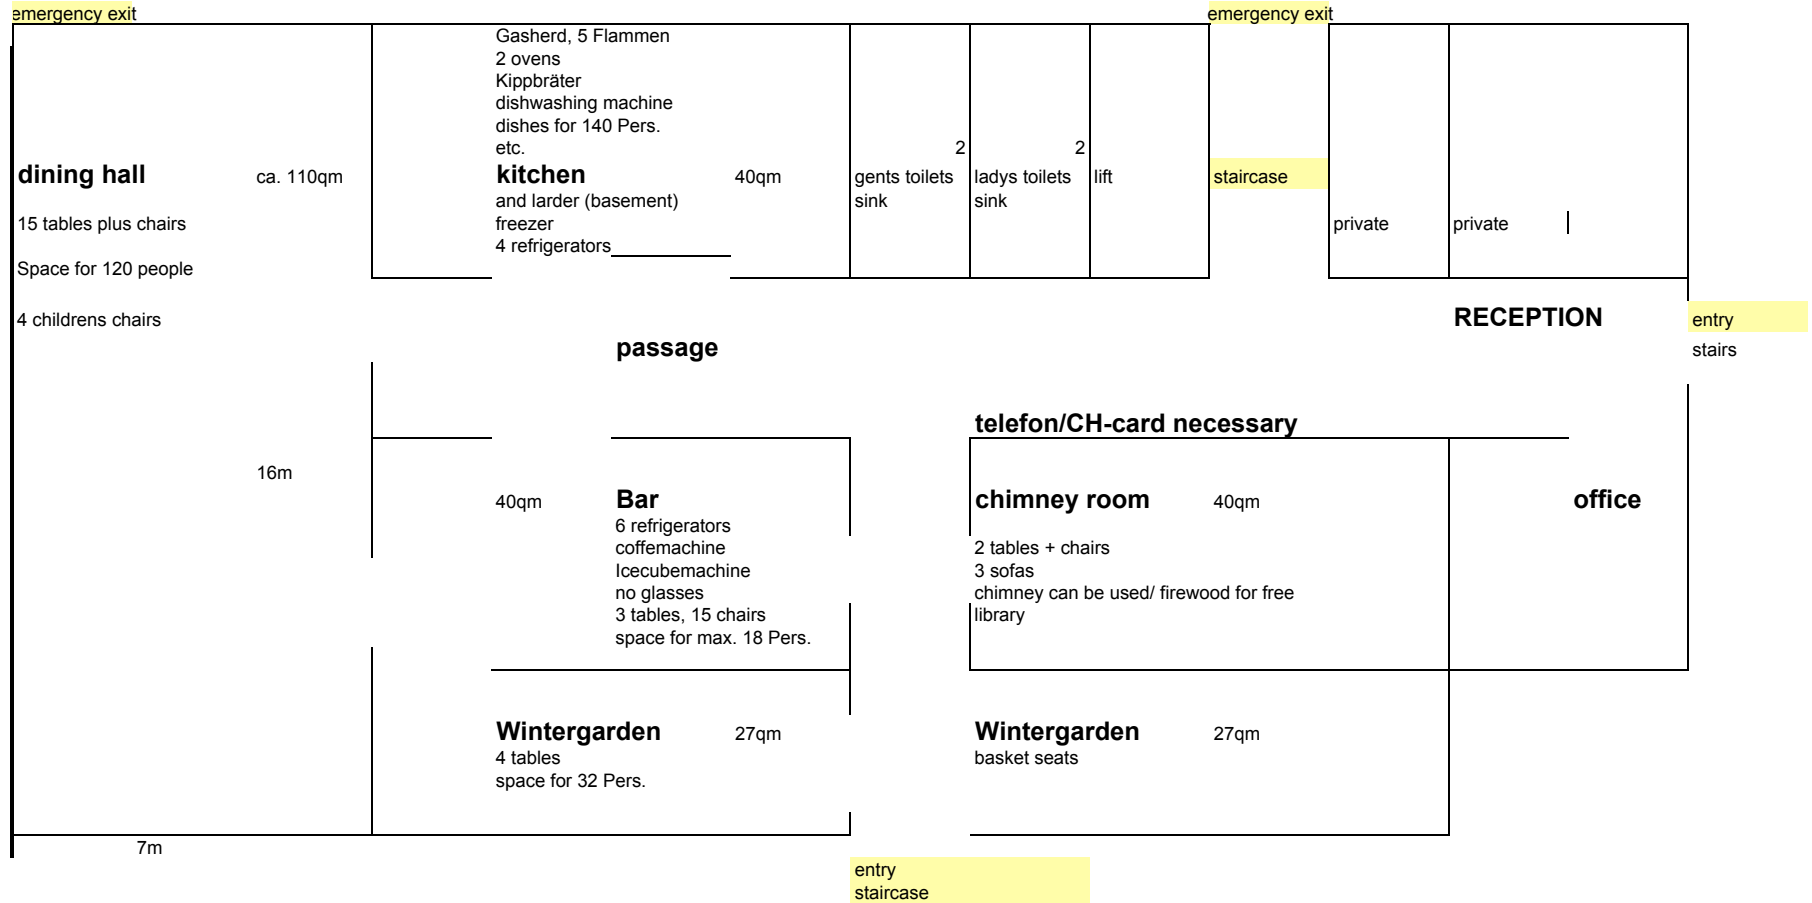 emergency exit
emergency exit
Gasherd, 5 Flammen
2 ovens
Kippbräter
dishwashing machine
dishes for 140 Pers.
etc.
2
2
dining hall ca. 110qm
kitchen 40qm
gents toilets
ladys toilets
lift
staircase
and larder (basement)
sink
sink
15 tables plus chairs
freezer
private
private
4 refrigerators
Space for 120 people
4 childrens chairs
RECEPTION
entry
passage
stairs
telefon/CH-card necessary
16m
40qm Bar
chimney room 40qm
office
6 refrigerators
coffemachine
Icecubemachine
no glasses
3 tables, 15 chairs
space for max. 18 Pers.
2 tables + chairs
3 sofas
chimney can be used/ firewood for free
library
Wintergarden 27qm
4 tables
space for 32 Pers.
Wintergarden 27qm
basket seats
7m
entry
staircase